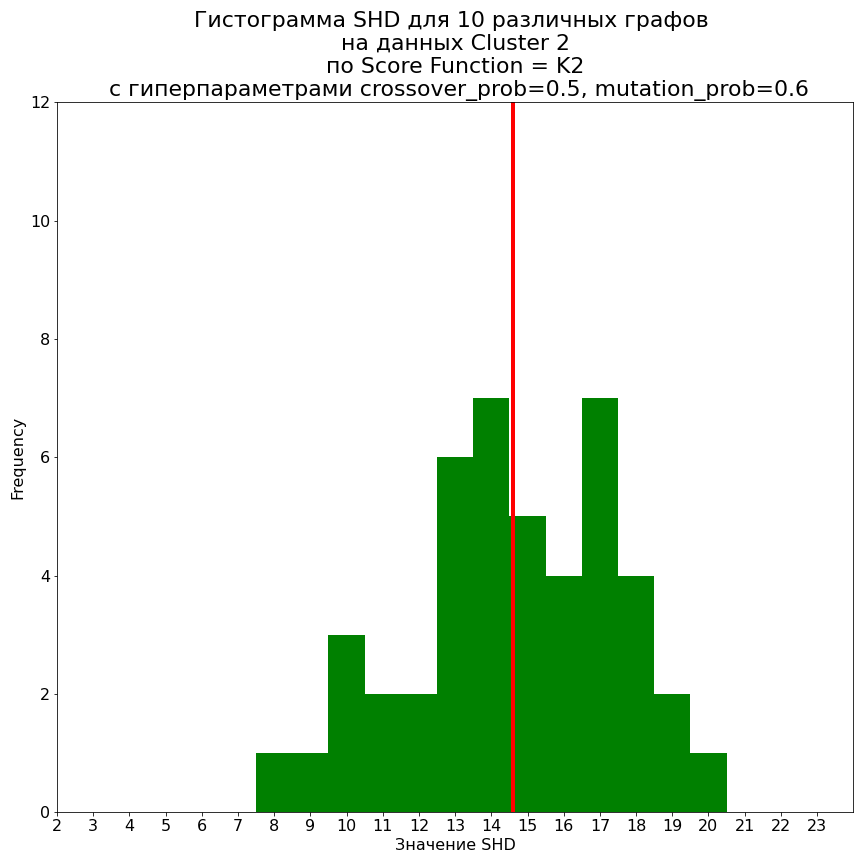 Гистограмма SHD для 10 различных графов
на данных Cluster 2
по Score Function = K2
с гиперпараметрами crossover_prob=0.5, mutation_prob=0.6
12
10
8
6
4
2
0
Frequency
2 3 4 5 6 7 8 9 10 11 12 13 14 15 16 17 18 19 20 21 22 23
Значение SHD